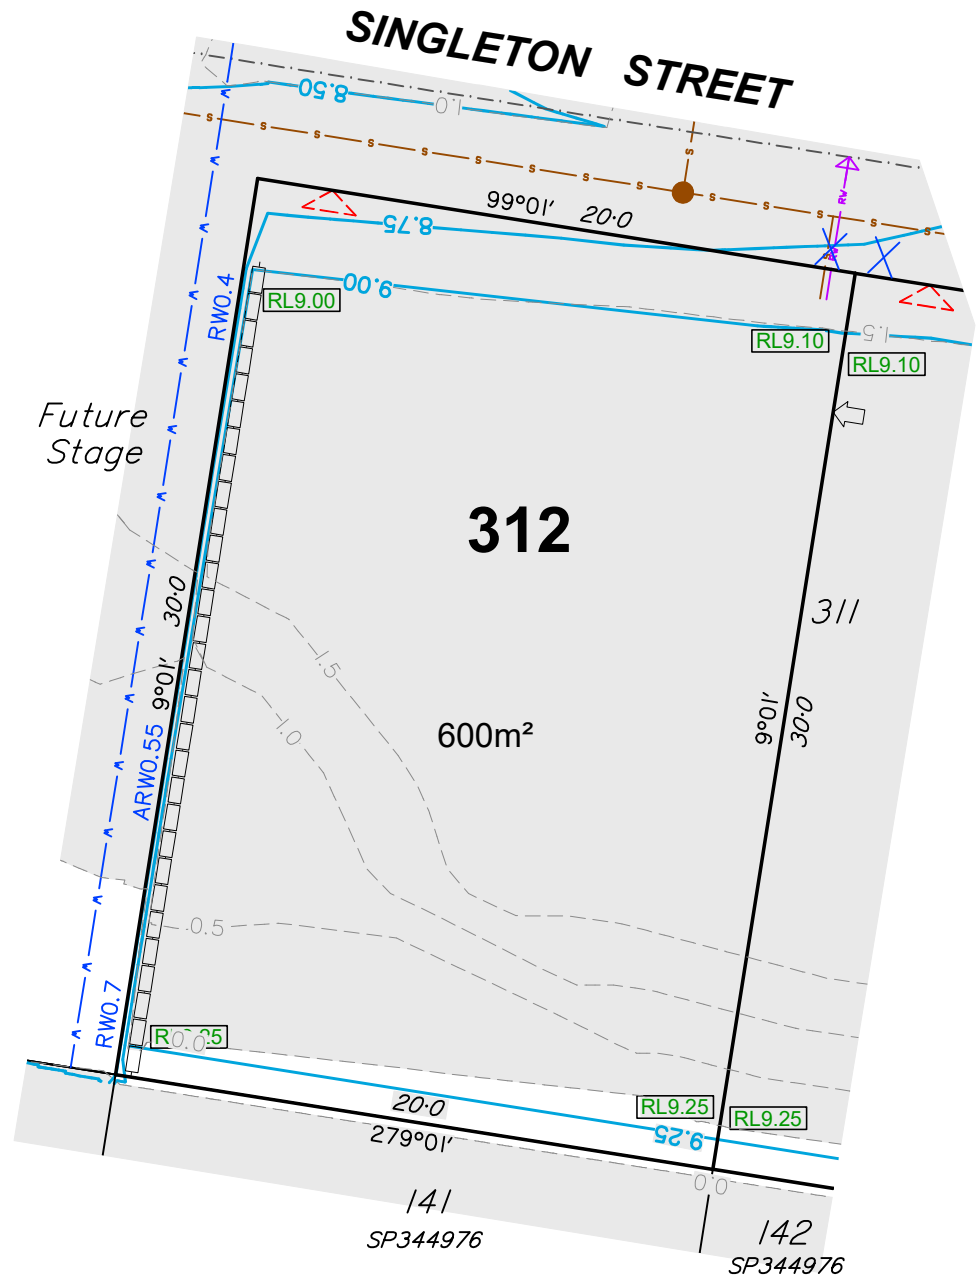 SINGLETON STREET
8.50
1.0
S S S S S S S S S S S S
S
RW
99°01' 20·0
8.75
RW0.4
9.00
RL9.00
RL9.10
1.5
RL9.10
Future
Stage
312
30·0
311
1.5
9°01'
600m²
9°01'
30·0
1.0
ARW0.55
0.5
RW0.7
0.0
20·0
RL9.25
RL9.25
9.25
279°01'
0.0
141
SP344976
142
SP344976